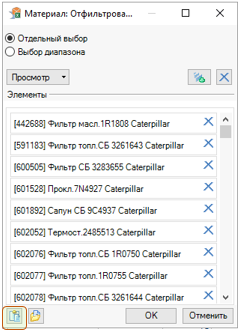 Материал: Отфильтрова...
Отдельный выбор
Выбор диапазона
Просмотр
Элементы
[442688] Фильтр масл.1R1808 Caterpillar
[591183] Фильтр топл.СБ 3261643 Caterpillar
[600505] Фильтр СБ 3283655 Caterpillar
[601528] Прокл.7N4927 Caterpillar
[601892] Сапун СБ 9C4937 Caterpillar
[602052] Термост.2485513 Caterpillar
[602076] Фильтр топл.СБ 1R0750 Caterpillar
[602077] Фильтр топл.1R0755 Caterpillar
[602078] Фильтр топл.СБ 3261644 Caterpillar
OK Отменить